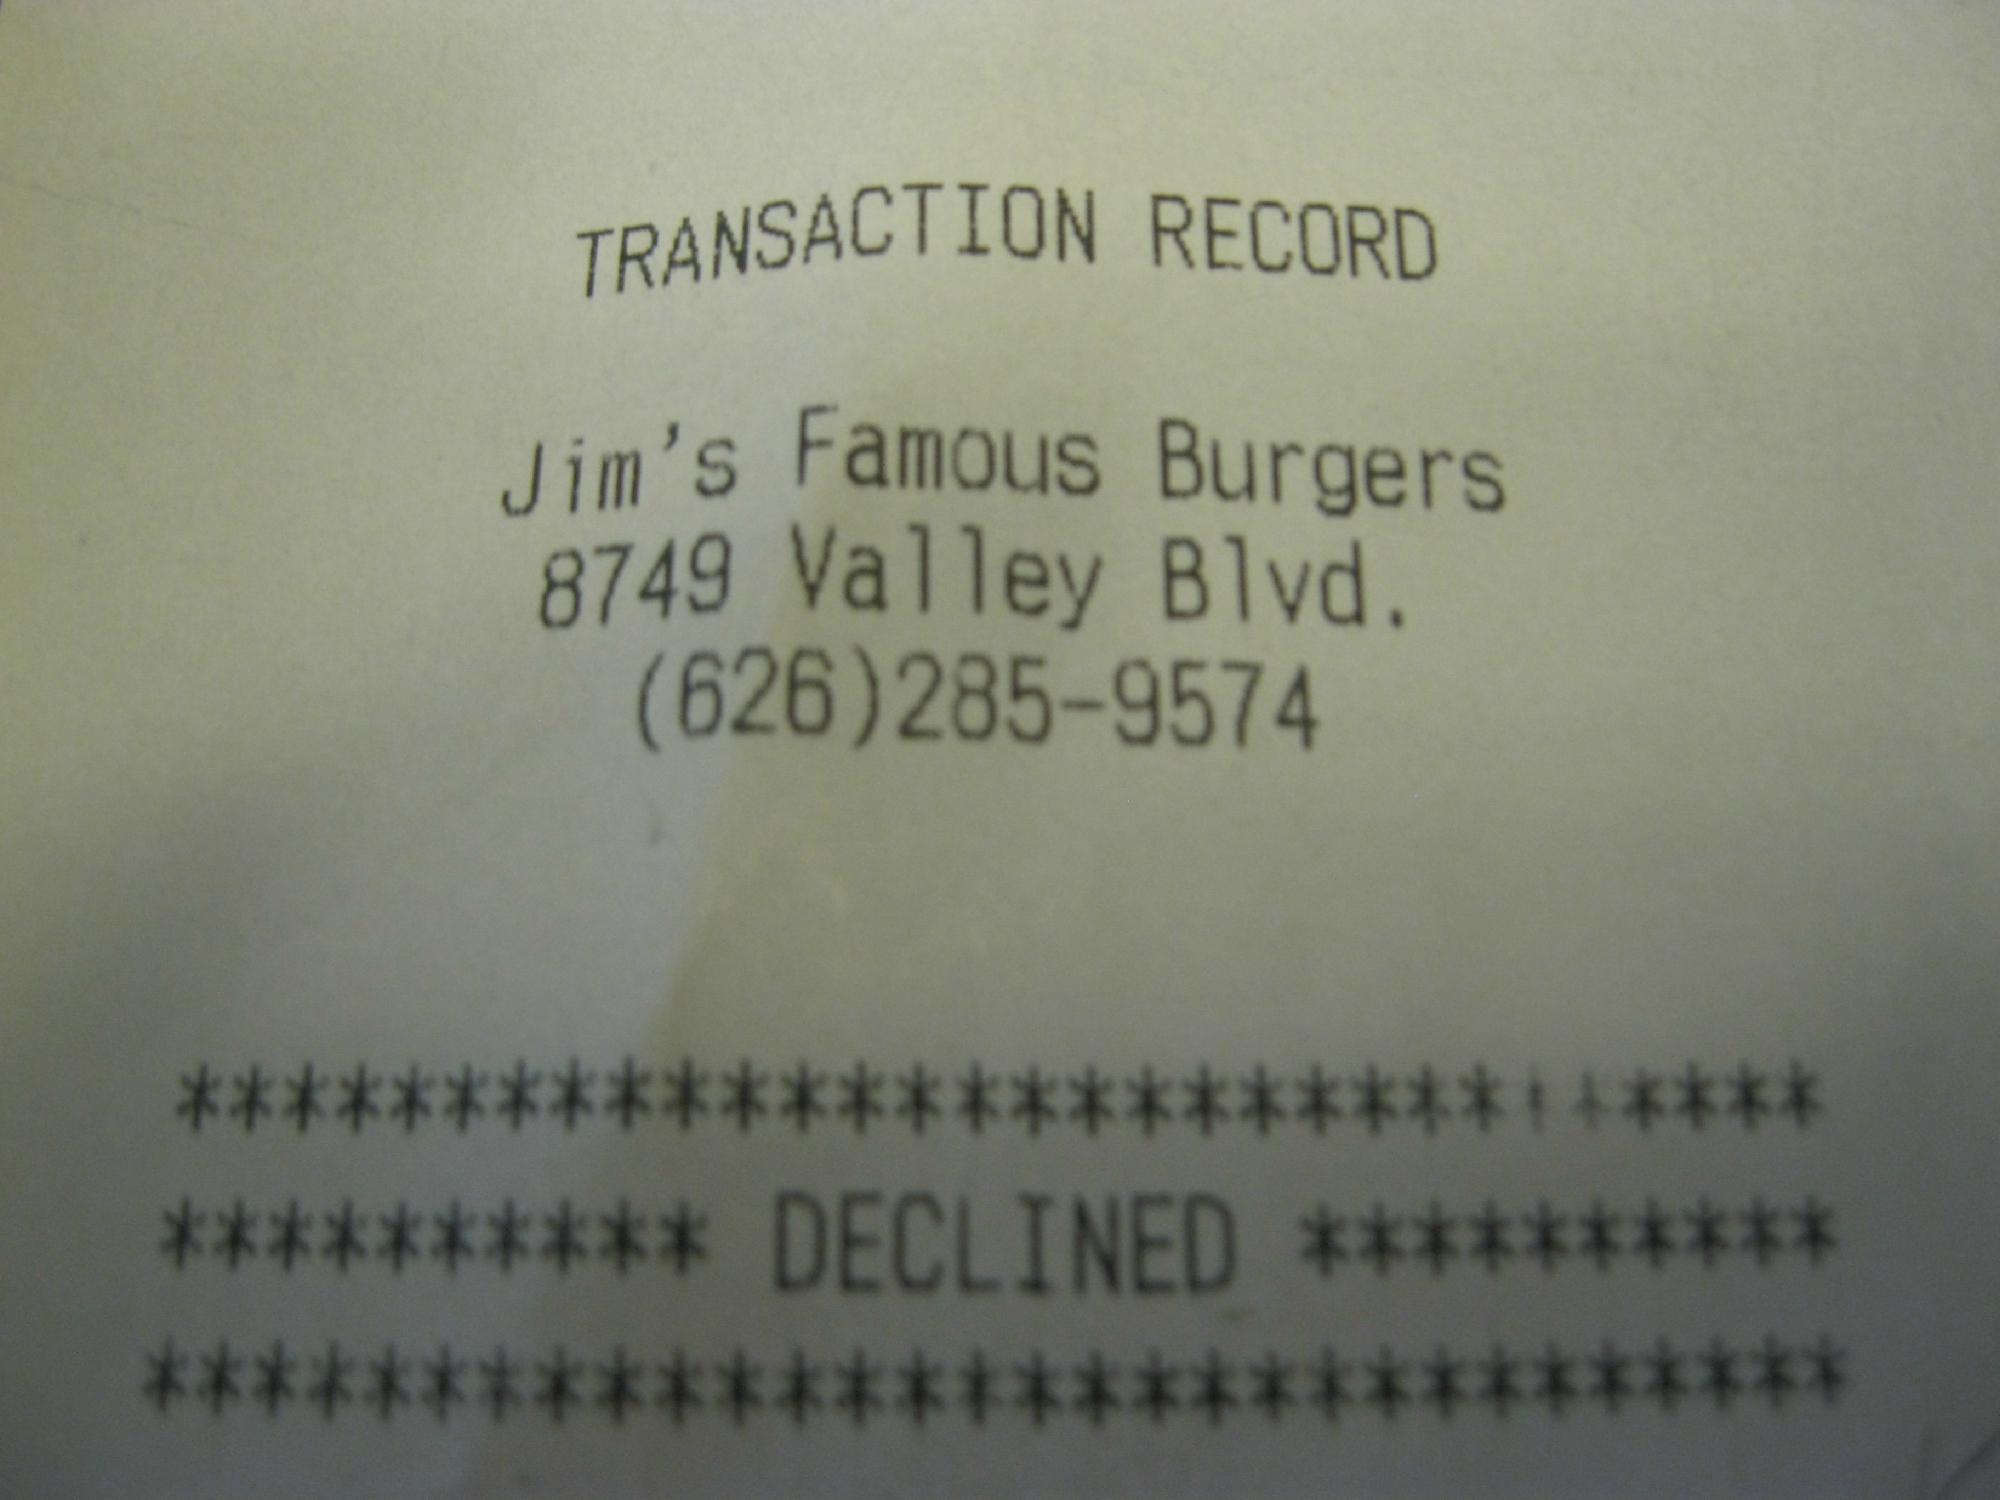 TRANSACTION RECORD
Jim's Famous Burgers
8749 Valley Blvd.
(626)285-9574
******************************
********** DECLINED **********
******************************